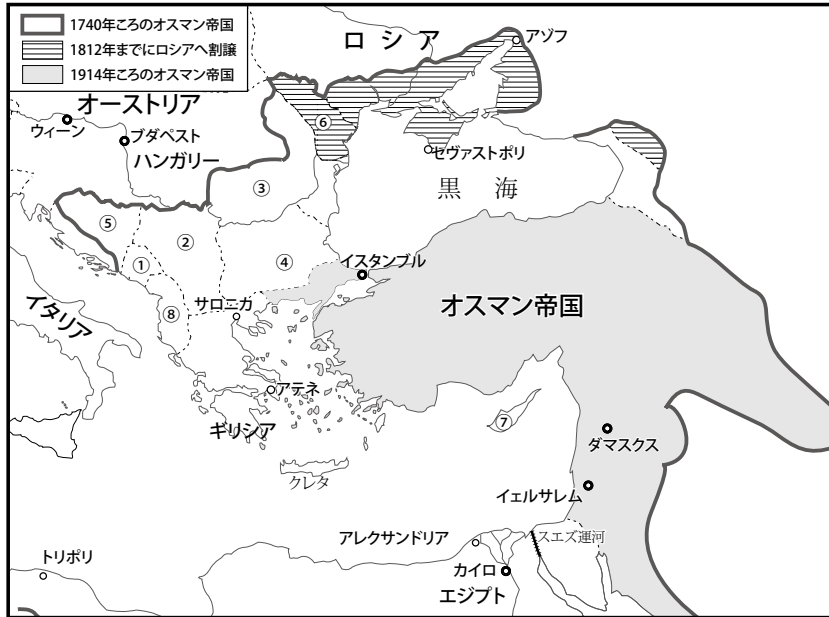 1740年ころのオスマン帝国
1812年までにロシアへ割譲
1914年ころのオスマン帝国
ロシア
アゾフ
オーストリア
ウィーン
ブダペスト
ハンガリー
⑥
セヴァストポリ
③
黒海
⑤
②
④
イスタンブル
①
イタリア
⑧
サロニカ
オスマン帝国
アテネ
ギリシア
⑦
ダマスクス
クレタ
イェルサレム
アレクサンドリア
スエズ運河
トリポリ
カイロ
エジプト